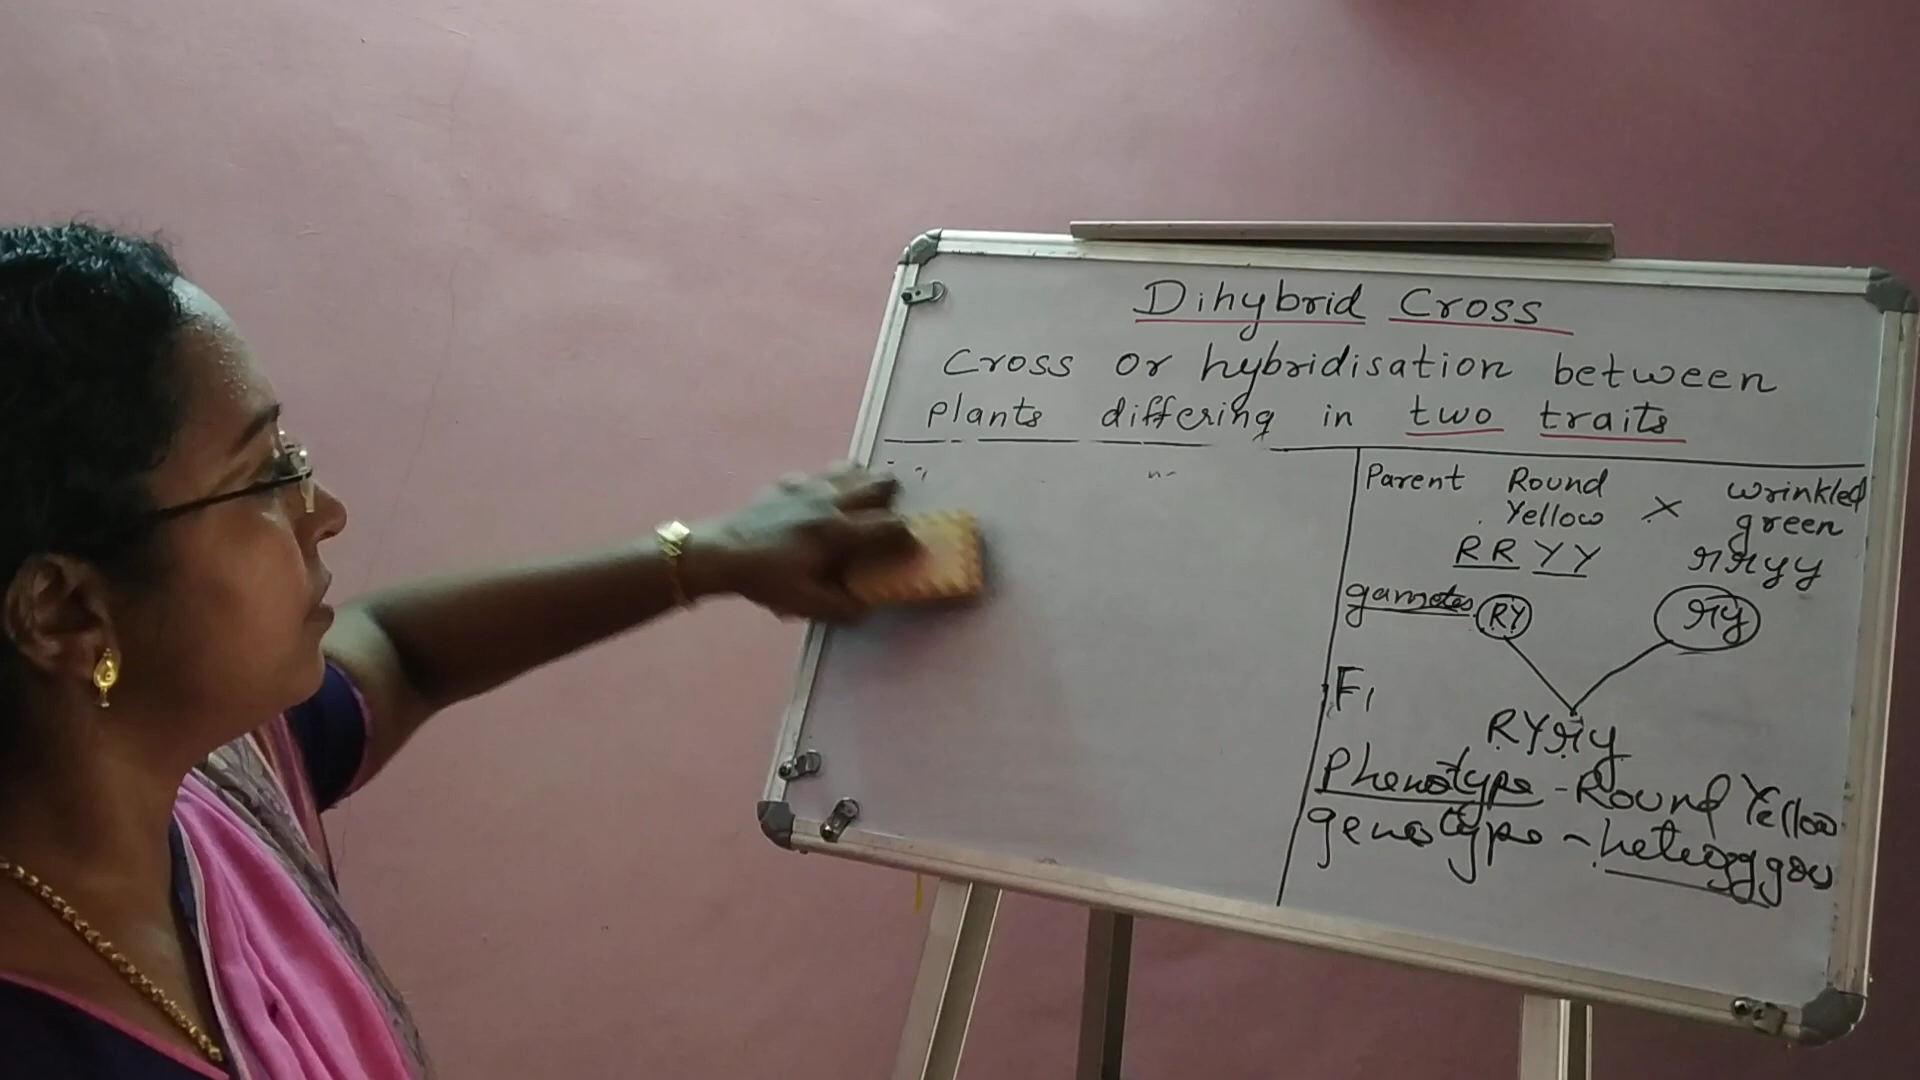 Dihybrid Cross
Cross or hybridisation between
plants differing in two traits
Parent Round Yellow X wrinkled green
RRYY rryy
gametes RY ry
F1
RYry
Phenotype - Round Yellow
genotype - heterozygou